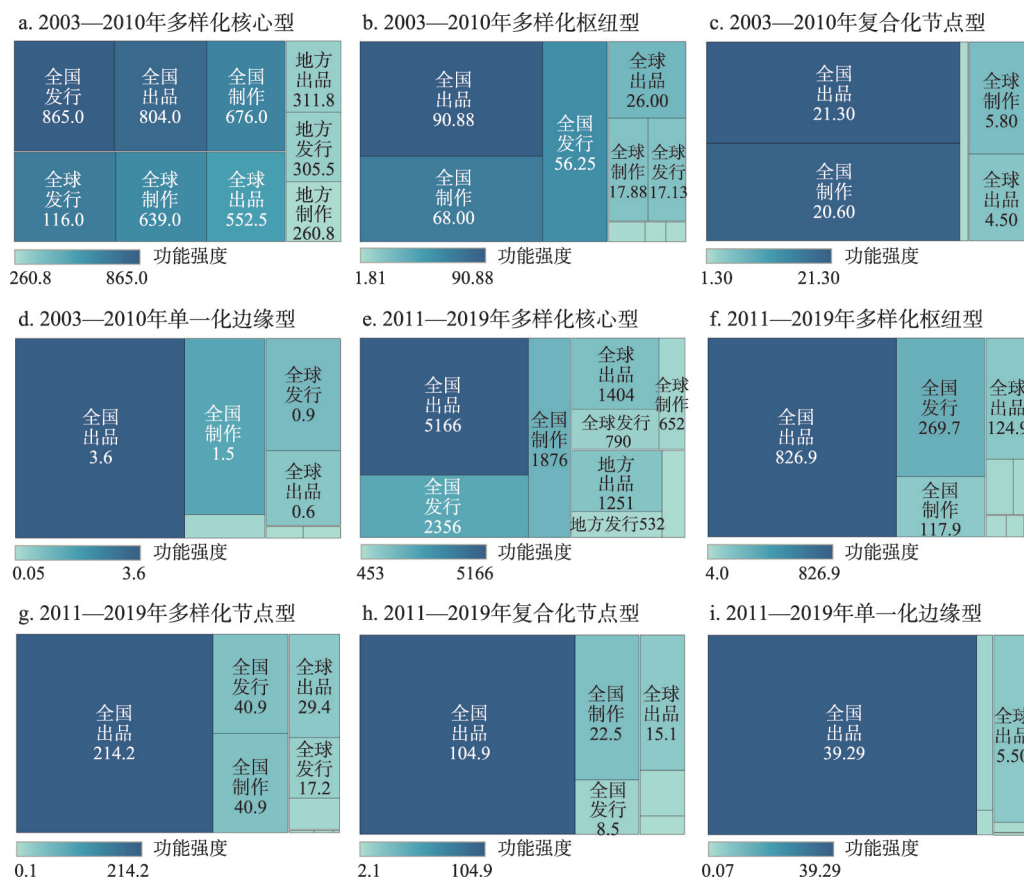 a. 2003—2010年多样化核心型
全国
发行
865.0
全国
出品
804.0
全国
制作
676.0
地方
出品
311.8
地方
发行
305.5
地方
制作
260.8
全球
发行
116.0
全球
制作
639.0
全球
出品
552.5
功能强度
260.8
865.0
b. 2003—2010年多样化枢纽型
全国
出品
90.88
全国
制作
68.00
全国
发行
56.25
全球
出品
26.00
全球
制作
17.88
全球
发行
17.13
功能强度
1.81
90.88
c. 2003—2010年复合化节点型
全国
出品
21.30
全国
制作
20.60
全球
制作
5.80
全球
出品
4.50
功能强度
1.30
21.30
d. 2003—2010年单一化边缘型
全国
出品
3.6
全国
制作
1.5
全球
发行
0.9
全球
出品
0.6
功能强度
0.05
3.6
e. 2011—2019年多样化核心型
全国
出品
5166
全国
发行
2356
全国
制作
1876
全球
出品
1404
全球发行
790
全球
制作
652
地方
出品
1251
地方发行532
功能强度
453
5166
f. 2011—2019年多样化枢纽型
全国
出品
826.9
全国
发行
269.7
全国
制作
117.9
全球
出品
124.9
功能强度
4.0
826.9
g. 2011—2019年多样化节点型
全国
出品
214.2
全国
发行
40.9
全国
制作
40.9
全球
出品
29.4
全球
发行
17.2
功能强度
0.1
214.2
h. 2011—2019年复合化节点型
全国
出品
104.9
全国
制作
22.5
全国
发行
8.5
全球
出品
15.1
功能强度
2.1
104.9
i. 2011—2019年单一化边缘型
全国
出品
39.29
全球
出品
5.50
功能强度
0.07
39.29